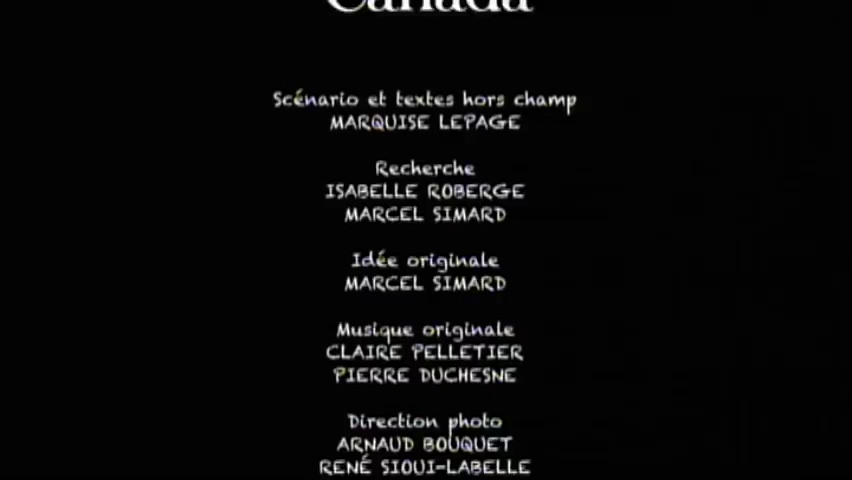 Canada
Scénario et textes hors champ
MARQUISE LEPAGE
Recherche
ISABELLE ROBERGE
MARCEL SIMARD
Idée originale
MARCEL SIMARD
Musique originale
CLAIRE PELLETIER
PIERRE DUCHESNE
Direction photo
ARNAUD BOUQUET
RENÉ SIOUI-LABELLE